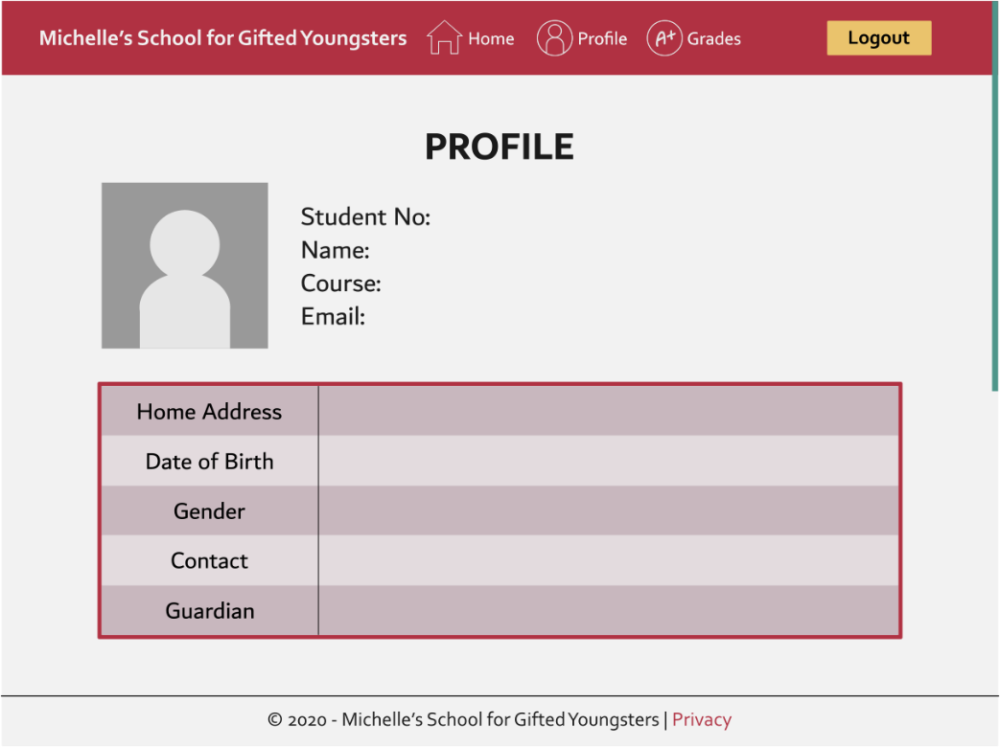 Michelle's School for Gifted Youngsters Home Profile A+ Grades Logout
PROFILE
Student No:
Name:
Course:
Email:
Home Address
Date of Birth
Gender
Contact
Guardian
© 2020 - Michelle's School for Gifted Youngsters | Privacy